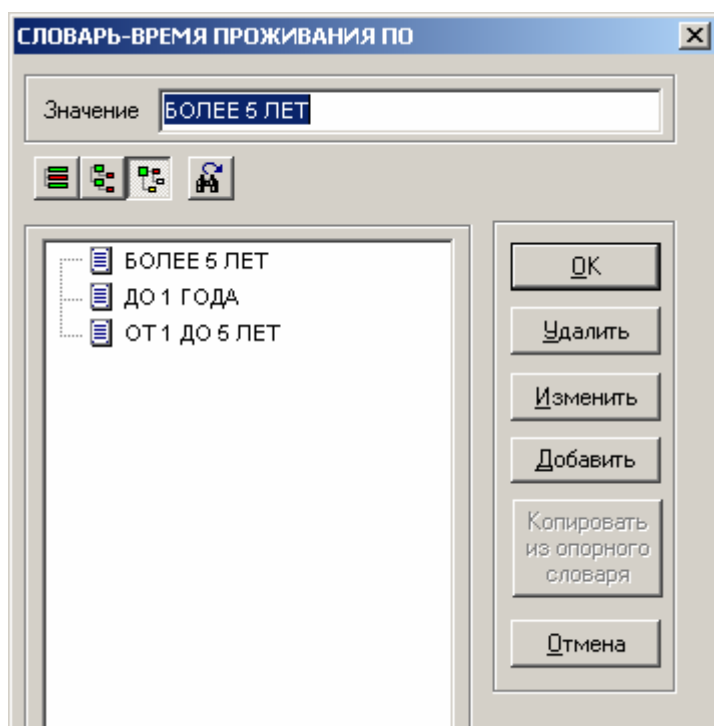 СЛОВАРЬ-ВРЕМЯ ПРОЖИВАНИЯ ПО
Значение БОЛЕЕ 5 ЛЕТ
БОЛЕЕ 5 ЛЕТ
ДО 1 ГОДА
ОТ 1 ДО 5 ЛЕТ
OK
Удалить
Изменить
Добавить
Копировать
из опорного
словаря
Отмена